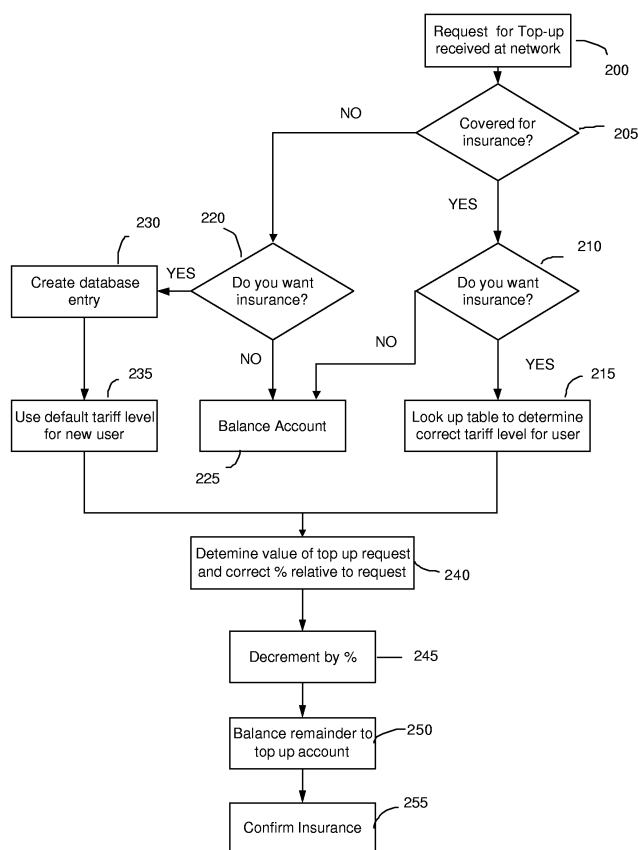 Request for Top-up
received at network
200
Covered for
insurance?
205
NO
YES
220
230
210
Create database
entry
YES
Do you want
insurance?
Do you want
insurance?
NO
NO
YES
235
215
Use default tariff level
for new user
Balance Account
Look up table to determine
correct tariff level for user
225
Detemine value of top up request
and correct % relative to request
240
Decrement by %
245
Balance remainder to
top up account
250
Confirm Insurance
255